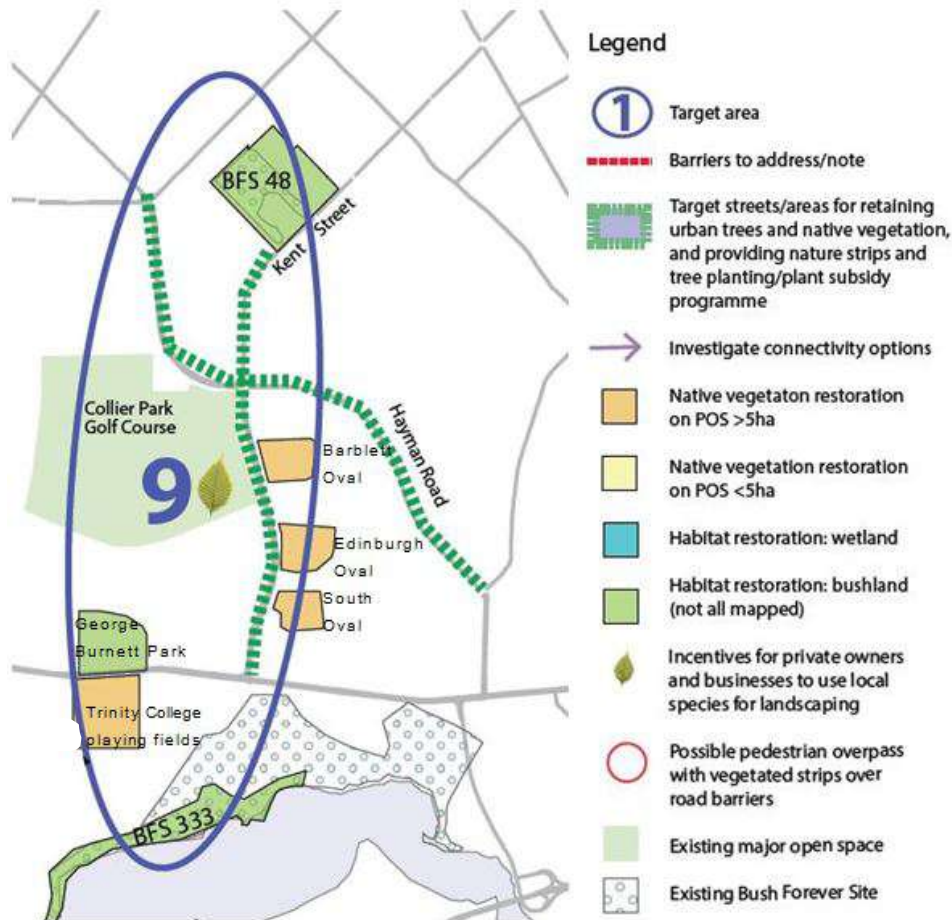 BFS 48
Kent Street
Collier Park
Golf Course
9
Hayman Road
Barblett
Oval
Edinburgh
Oval
South
Oval
George
Burnett Park
Trinity College
playing fields
BFS 333
Legend
1
Target area
Barriers to address/note
Target streets/areas for retaining
urban trees and native vegetation,
and providing nature strips and
tree planting/plant subsidy
programme
Investigate connectivity options
Native vegetaton restoration
on POS >5ha
Native vegetation restoration
on POS <5ha
Habitat restoration: wetland
Habitat restoration: bushland
(not all mapped)
Incentives for private owners
and businesses to use local
species for landscaping
Possible pedestrian overpass
with vegetated strips over
road barriers
Existing major open space
Existing Bush Forever Site